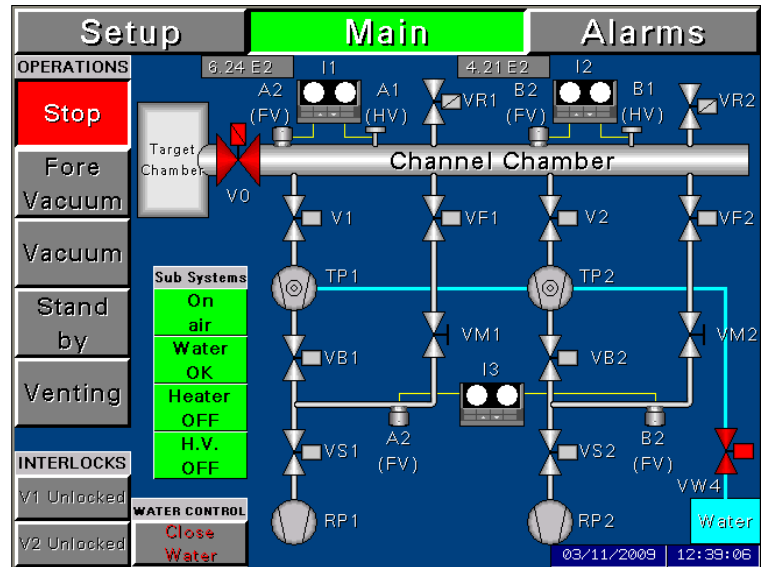 Setup Main Alarms
OPERATIONS
Stop
Fore
Vacuum
Vacuum
Stand
by
Venting
INTERLOCKS
V1 Unlocked
V2 Unlocked
6.24 E2 I1 4.21 E2 I2
A2
(FV)
A1
(HV)
VR1
B2
(FV)
B1
(HV)
VR2
Target
Chamber
V0
Channel Chamber
V1 VF1 V2 VF2
TP1 TP2
Sub Systems
On
air
Water
OK
Heater
OFF
H.V.
OFF
VM1 VM2
VB1 VB2
I3
A2
(FV)
B2
(FV)
VS1 VS2
VW4
WATER CONTROL
Close
Water
RP1 RP2
Water
03/11/2009 12:39:06